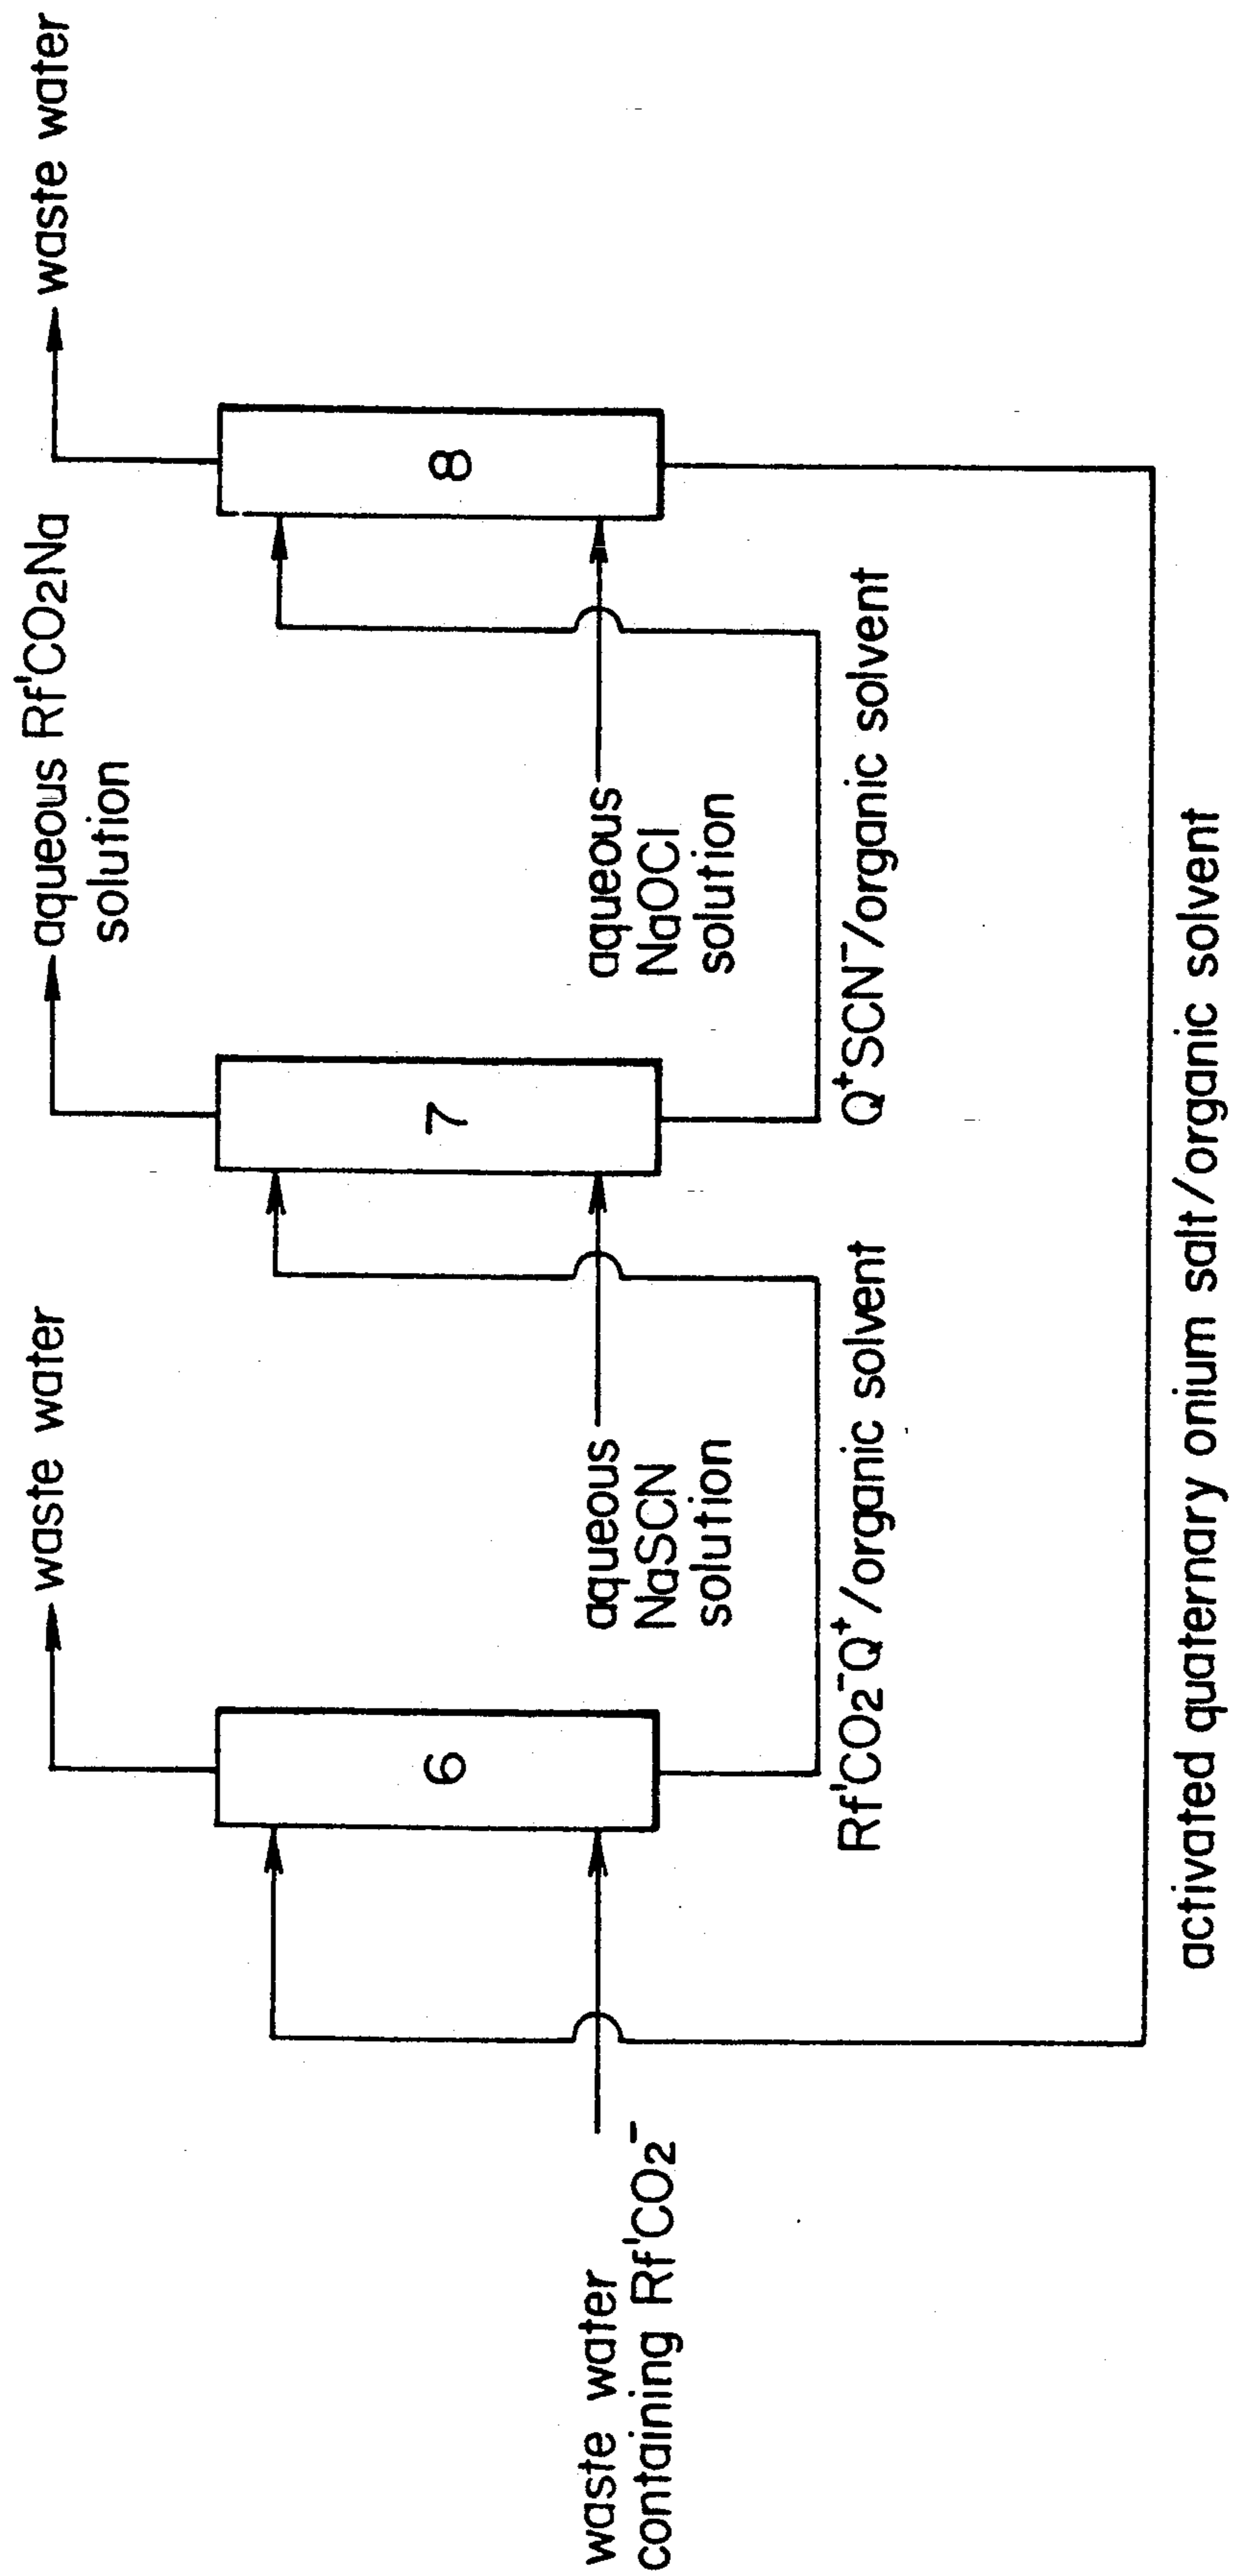 waste water
aqueous Rf'CO2Na
solution
waste water
6
7
8
waste water
containing Rf'CO2⁻
aqueous
NaSCN
solution
aqueous
NaOCl
solution
Rf'CO2⁻Q⁺/organic solvent
Q⁺SCN⁻/organic solvent
activated quaternary onium salt/organic solvent